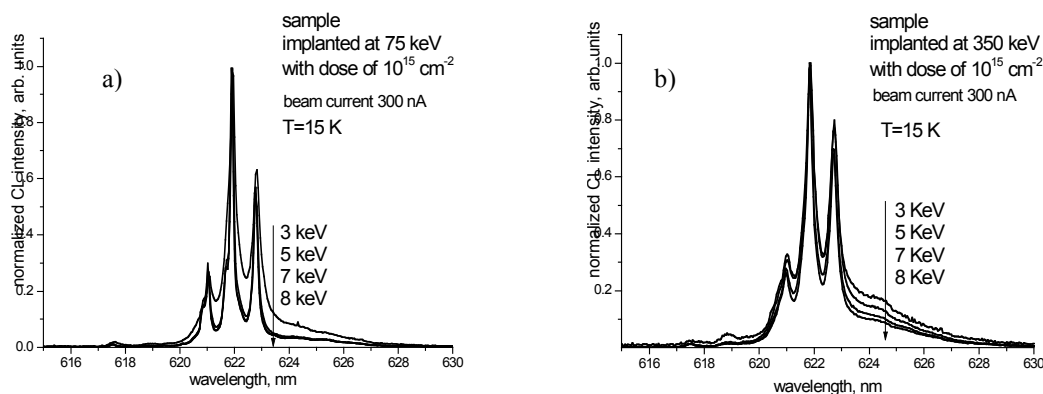 sample
implanted at 75 keV
with dose of 10¹⁵ cm⁻²
beam current 300 nA
T=15 K
a)
normalized CL intensity, arb. units
1.0
0.8
0.6
0.4
0.2
0.0
3 keV
5 keV
7 keV
8 keV
616 618 620 622 624 626 628 630
wavelength, nm
sample
implanted at 350 keV
with dose of 10¹⁵ cm⁻²
beam current 300 nA
T=15 K
b)
normalized CL intensity, arb. units
1.0
0.8
0.6
0.4
0.2
3 KeV
5 KeV
7 KeV
8 KeV
616 618 620 622 624 626 628 630
wavelength, nm